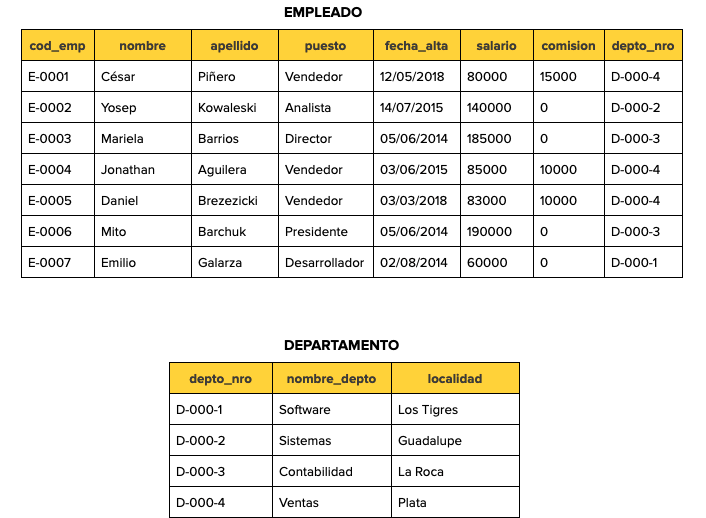 EMPLEADO
cod_emp nombre apellido puesto fecha_alta salario comision depto_nro
E-0001 César Piñero Vendedor 12/05/2018 80000 15000 D-000-4
E-0002 Yosep Kowaleski Analista 14/07/2015 140000 0 D-000-2
E-0003 Mariela Barrios Director 05/06/2014 185000 0 D-000-3
E-0004 Jonathan Aguilera Vendedor 03/06/2015 85000 10000 D-000-4
E-0005 Daniel Brezezicki Vendedor 03/03/2018 83000 10000 D-000-4
E-0006 Mito Barchuk Presidente 05/06/2014 190000 0 D-000-3
E-0007 Emilio Galarza Desarrollador 02/08/2014 60000 0 D-000-1
DEPARTAMENTO
depto_nro nombre_depto localidad
D-000-1 Software Los Tigres
D-000-2 Sistemas Guadalupe
D-000-3 Contabilidad La Roca
D-000-4 Ventas Plata